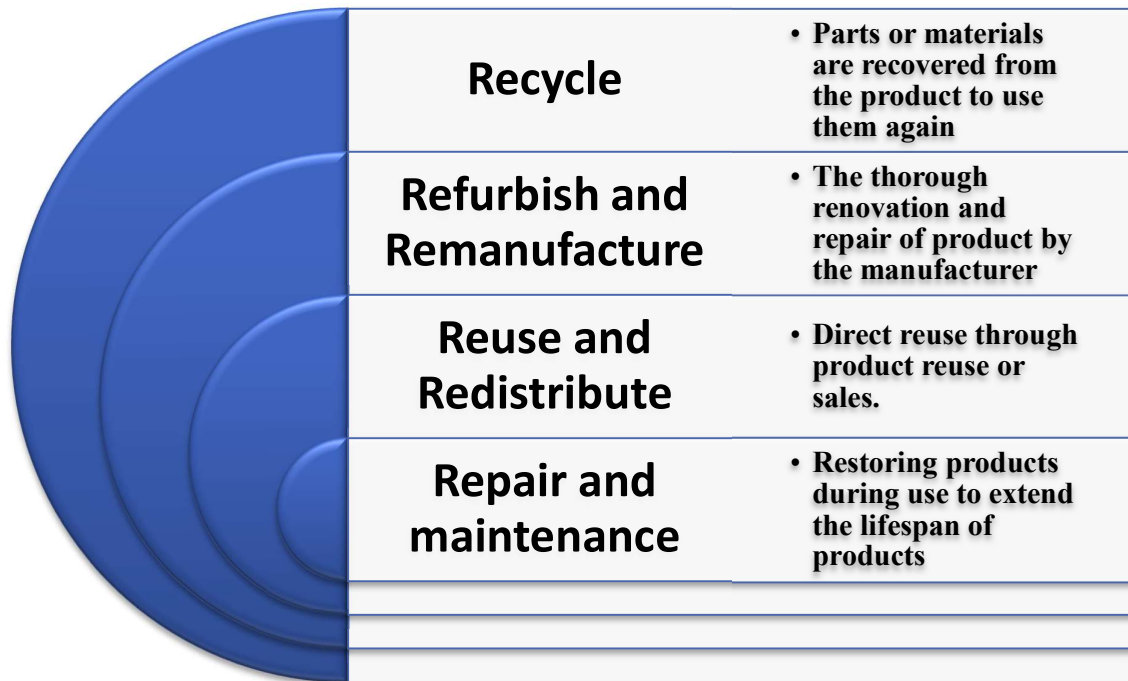 Recycle
• Parts or materials
are recovered from
the product to use
them again
Refurbish and
Remanufacture
• The thorough
renovation and
repair of product by
the manufacturer
Reuse and
Redistribute
• Direct reuse through
product reuse or
sales.
Repair and
maintenance
• Restoring products
during use to extend
the lifespan of
products